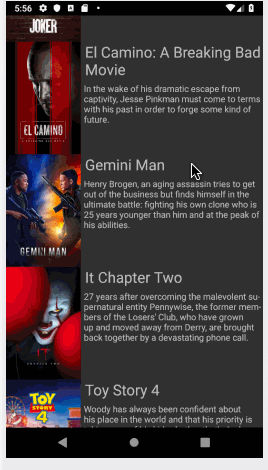 5:56
JOKER
El Camino: A Breaking Bad
Movie
In the wake of his dramatic escape from
captivity, Jesse Pinkman must come to terms
with his past in order to forge some kind of
future.
EL CAMINO
Gemini Man
Henry Brogen, an aging assassin tries to get
out of the business but finds himself in the
ultimate battle: fighting his own clone who is
25 years younger than him and at the peak of
his abilities.
GEMINI MAN
It Chapter Two
27 years after overcoming the malevolent su-
pernatural entity Pennywise, the former mem-
bers of the Losers' Club, who have grown
up and moved away from Derry, are brought
back together by a devastating phone call.
IT
Toy Story 4
Woody has always been confident about
his place in the world and that his priority is
TOY
STORY
4